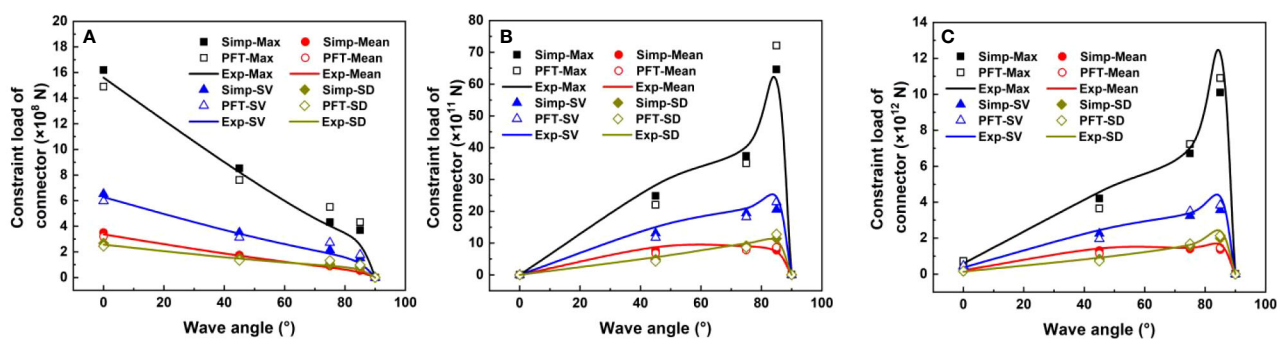 A
Simp-Max Simp-Mean
PFT-Max PFT-Mean
Exp-Max Exp-Mean
Simp-SV Simp-SD
PFT-SV PFT-SD
Exp-SV Exp-SD
20
18
16
14
12
10
8
6
4
2
0
0 20 40 60 80 100
Constraint load of
connector (×10⁸ N)
Wave angle (°)
B
Simp-Max Simp-Mean
PFT-Max PFT-Mean
Exp-Max Exp-Mean
Simp-SV Simp-SD
PFT-SV PFT-SD
Exp-SV Exp-SD
80
70
60
50
40
30
20
10
0
0 20 40 60 80 100
Constraint load of
connector (×10¹¹ N)
Wave angle (°)
C
Simp-Max Simp-Mean
PFT-Max PFT-Mean
Exp-Max Exp-Mean
Simp-SV Simp-SD
PFT-SV PFT-SD
Exp-SV Exp-SD
14
12
10
8
6
4
2
0
0 20 40 60 80 100
Constraint load of
connector (×10¹² N)
Wave angle (°)